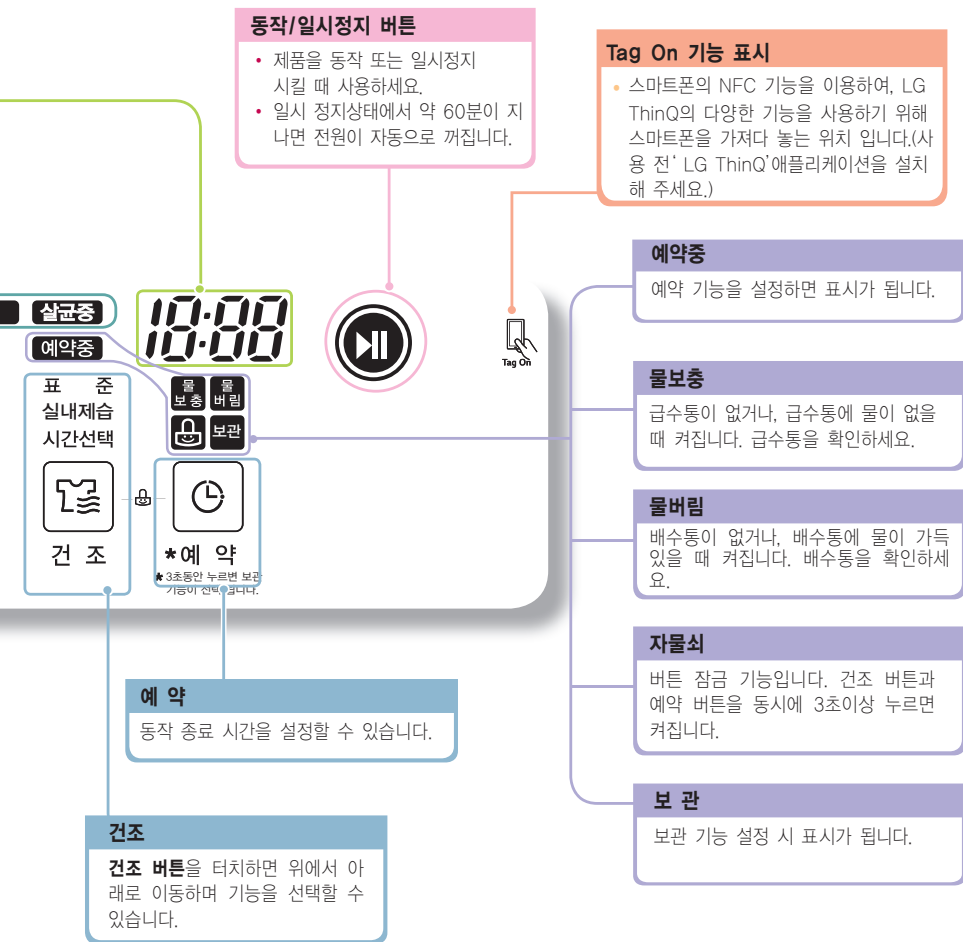 동작/일시정지 버튼
• 제품을 동작 또는 일시정지
시킬 때 사용하세요.
• 일시 정지상태에서 약 60분이 지
나면 전원이 자동으로 꺼집니다.
Tag On 기능 표시
• 스마트폰의 NFC 기능을 이용하여, LG
ThinQ의 다양한 기능을 사용하기 위해
스마트폰을 가져다 놓는 위치 입니다.(사
용 전‘ LG ThinQ’애플리케이션을 설치
해 주세요.)
살균중
예약중
18:88
Tag On
표 준
실내제습
시간선택
물
보충
물
버림
보관
건 조
*예 약
* 3초동안 누르면 보관
기능이 선택 됩니다.
예약중
예약 기능을 설정하면 표시가 됩니다.
물보충
급수통이 없거나, 급수통에 물이 없을
때 켜집니다. 급수통을 확인하세요.
물버림
배수통이 없거나, 배수통에 물이 가득
있을 때 켜집니다. 배수통을 확인하세
요.
자물쇠
버튼 잠금 기능입니다. 건조 버튼과
예약 버튼을 동시에 3초이상 누르면
켜집니다.
보 관
보관 기능 설정 시 표시가 됩니다.
예 약
동작 종료 시간을 설정할 수 있습니다.
건조
건조 버튼을 터치하면 위에서 아
래로 이동하며 기능을 선택할 수
있습니다.